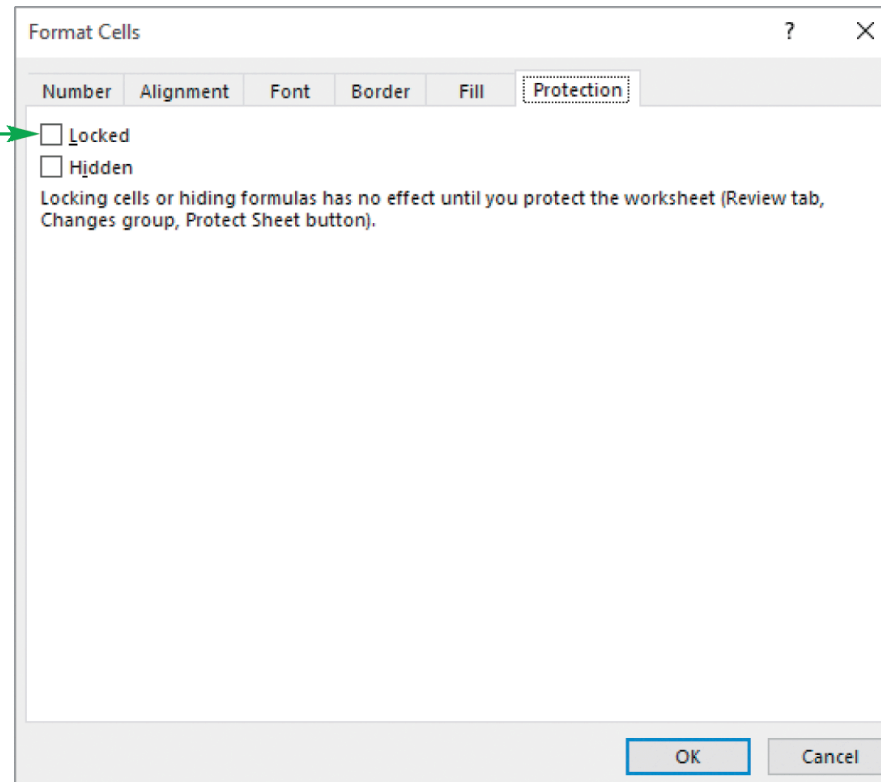 Format Cells ?
Number Alignment Font Border Fill Protection
Locked
Hidden
Locking cells or hiding formulas has no effect until you protect the worksheet (Review tab,
Changes group, Protect Sheet button).
OK Cancel